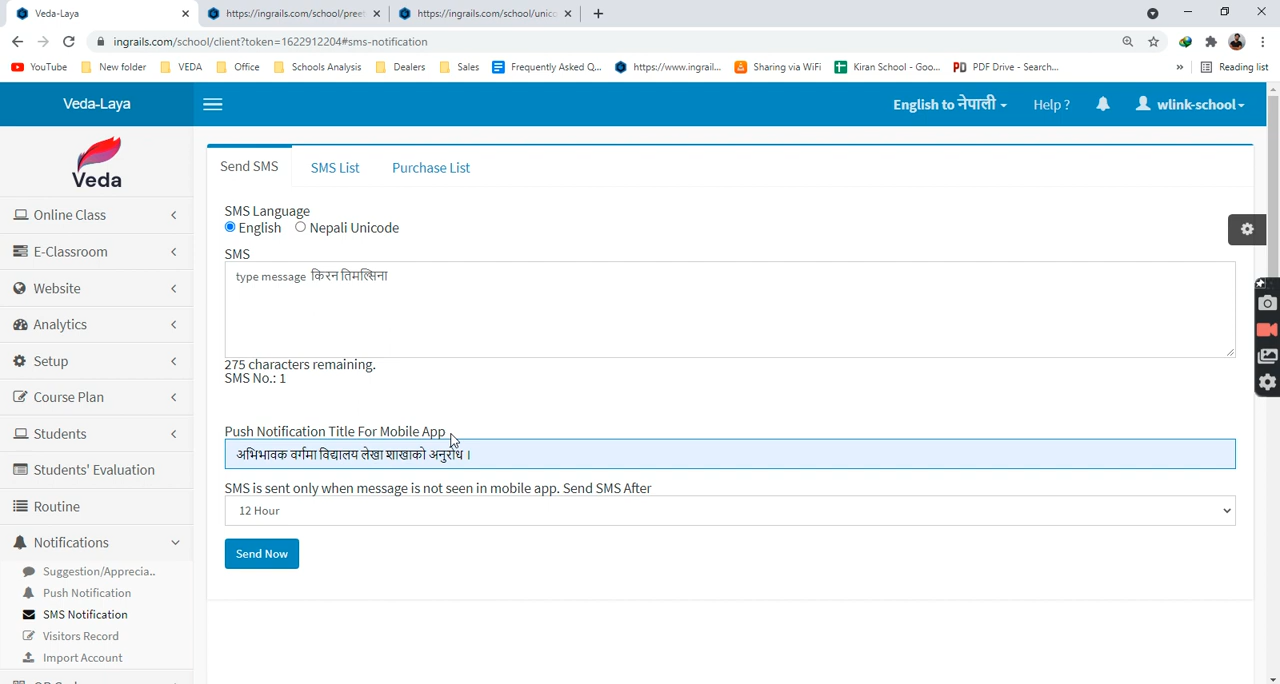 Veda-Laya
https://ingrails.com/school/preet
https://ingrails.com/school/unico
ingrails.com/school/client?token=1622912204#sms-notification
YouTube
New folder
VEDA
Office
Schools Analysis
Dealers
Sales
Frequently Asked Q...
https://www.ingrail...
Sharing via WiFi
Kiran School - Goo...
PDF Drive - Search...
»
Reading list
Veda-Laya
English to नेपाली
Help ?
wlink-school
Veda
Online Class
E-Classroom
Website
Analytics
Setup
Course Plan
Students
Students' Evaluation
Routine
Notifications
Suggestion/Apprecia..
Push Notification
SMS Notification
Visitors Record
Import Account
Send SMS
SMS List
Purchase List
SMS Language
English
Nepali Unicode
SMS
type message किरन तिमल्सिना
275 characters remaining.
SMS No.: 1
Push Notification Title For Mobile App
अभिभावक वर्गमा विद्यालय लेखा शाखाको अनुरोध ।
SMS is sent only when message is not seen in mobile app. Send SMS After
12 Hour
Send Now